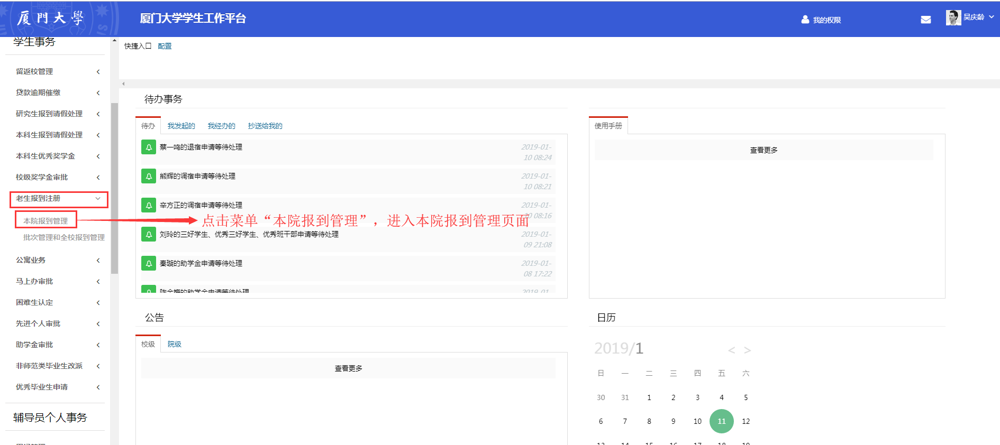 厦門大學
厦门大学学生工作平台
我的权限
吴庆龄
学生事务
留返校管理
贷款逾期催缴
研究生报到请假处理
本科生报到请假处理
本科生优秀奖学金
校级奖学金审批
老生报到注册
本院报到管理
批次管理和全校报到管理
公寓业务
马上办审批
困难生认定
先进个人审批
助学金审批
非师范类毕业生改派
优秀毕业生申请
辅导员个人事务
快捷入口 配置
待办事务
待办 我发起的 我经办的 抄送给我的
蔡一鸣的退宿申请等待处理 2019-01-
10 08:24
熊辉的调宿申请等待处理 2019-01-
10 08:21
辛方正的调宿申请等待处理 2019-01-
10 08:16
点击菜单“本院报到管理”，进入本院报到管理页面
刘玲的三好学生、优秀三好学生、优秀班干部申请等待处理 2019-01-
09 21:08
秦璇的助学金申请等待处理 2019-01-
08 17:22
陈金梅的助学金申请等待处理 2019-01-
使用手册
查看更多
公告
校级 院级
查看更多
日历
2019/1 < >
日 一 二 三 四 五 六
30 31 1 2 3 4 5
6 7 8 9 10 11 12
13 14 15 16 17 18 19